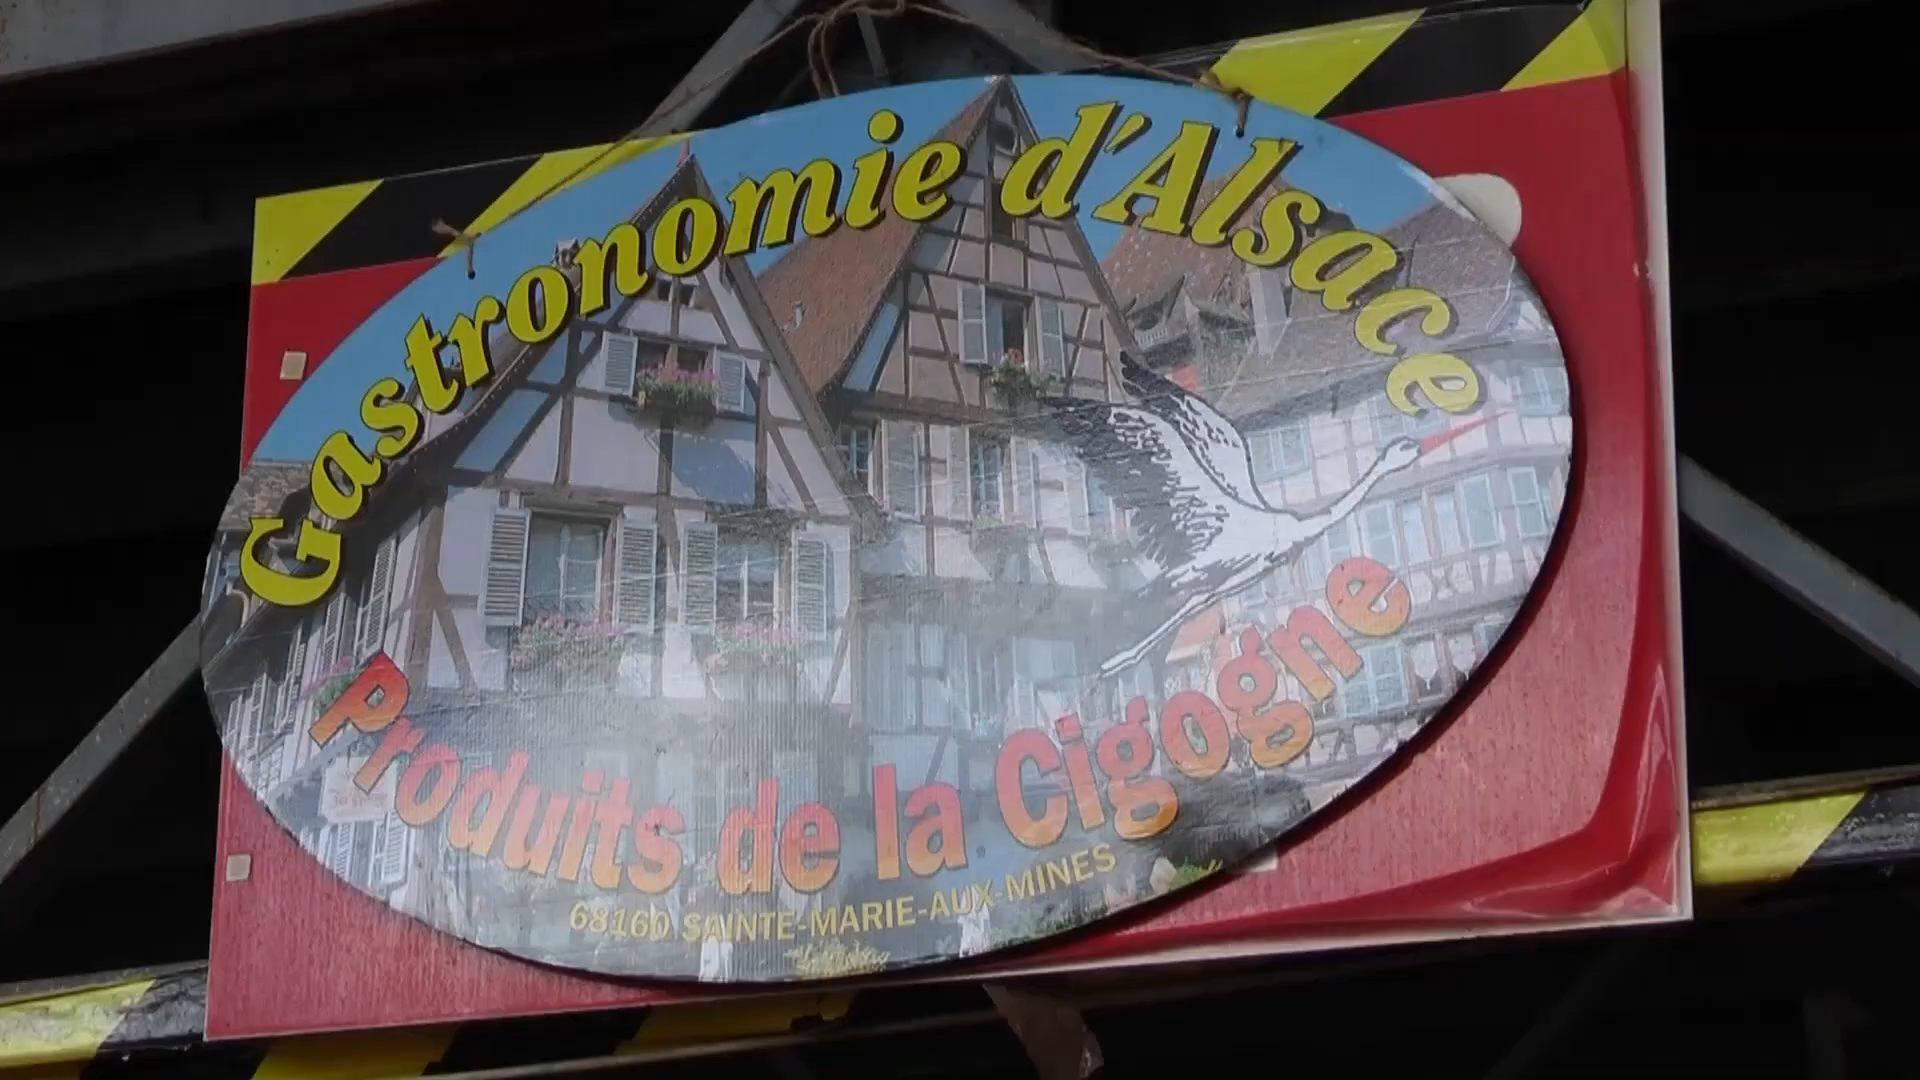 Gastronomie d'Alsace
Produits de la Cigogne
68160 SAINTE-MARIE-AUX-MINES